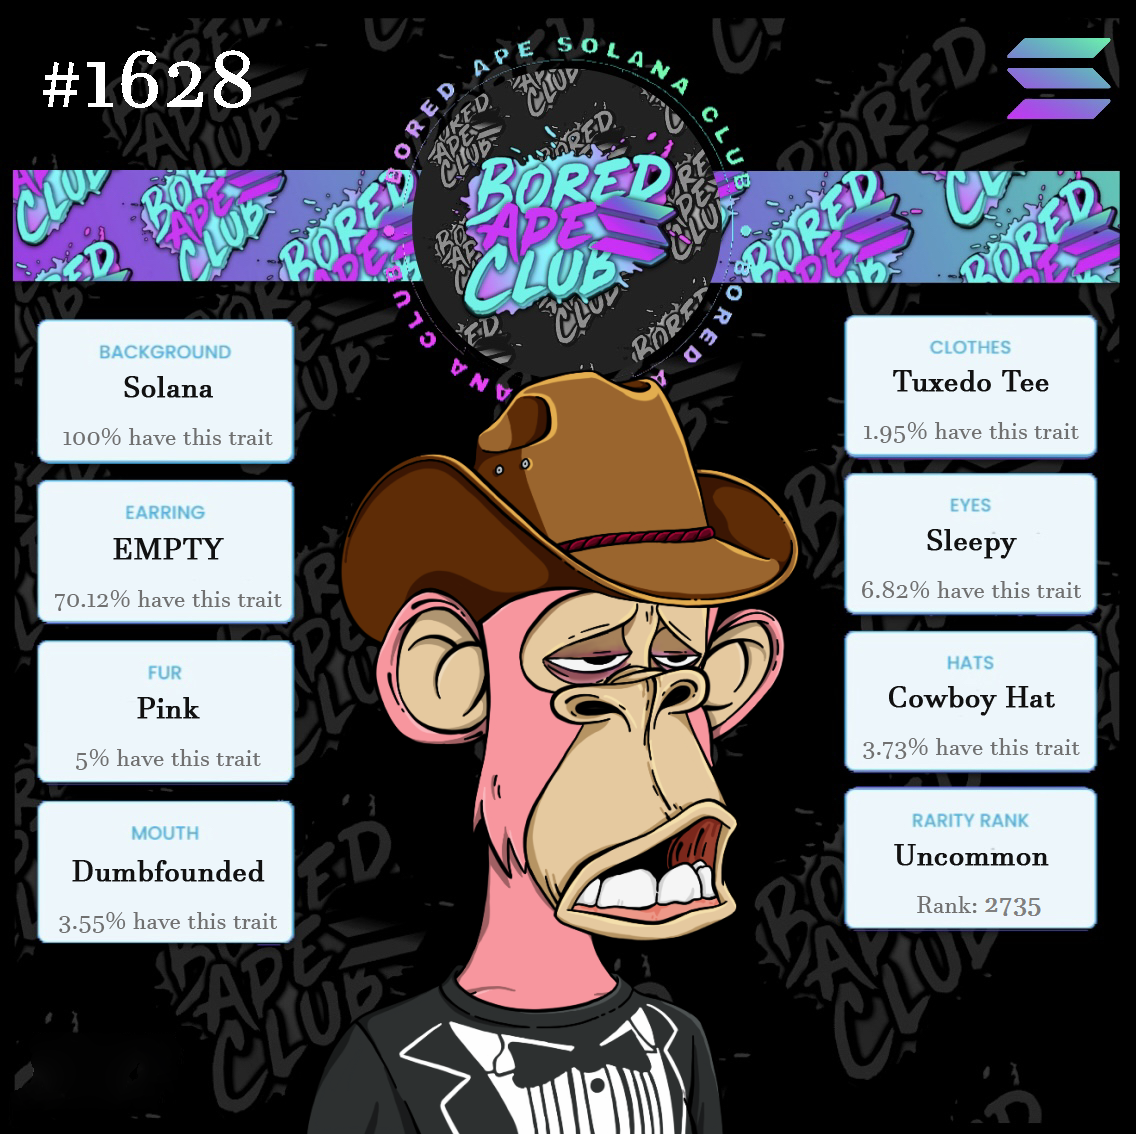 #1628
BORED APE SOLANA CLUB
BORED
APE
CLUB
BACKGROUND
Solana
100% have this trait
EARRING
EMPTY
70.12% have this trait
FUR
Pink
5% have this trait
MOUTH
Dumbfounded
3.55% have this trait
CLOTHES
Tuxedo Tee
1.95% have this trait
EYES
Sleepy
6.82% have this trait
HATS
Cowboy Hat
3.73% have this trait
RARITY RANK
Uncommon
Rank: 2735